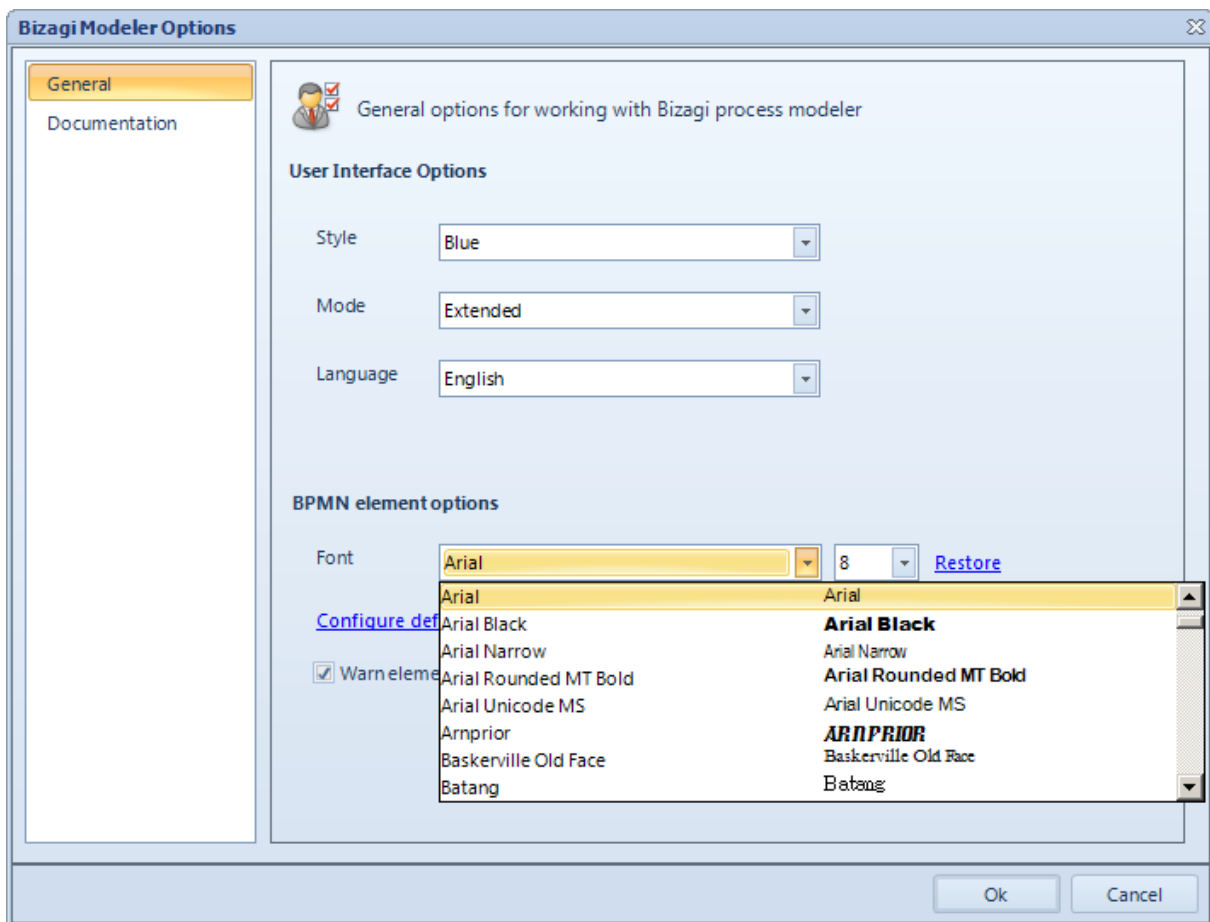 Bizagi Modeler Options
General
Documentation
General options for working with Bizagi process modeler
User Interface Options
Style Blue
Mode Extended
Language English
BPMN element options
Font Arial 8 Restore
Arial Arial
Configure def Arial Black Arial Black
Arial Narrow Arial Narrow
Warn eleme Arial Rounded MT Bold Arial Rounded MT Bold
Arial Unicode MS Arial Unicode MS
Arnprior ARNPRIOR
Baskerville Old Face Baskerville Old Face
Batang Batang
Ok Cancel